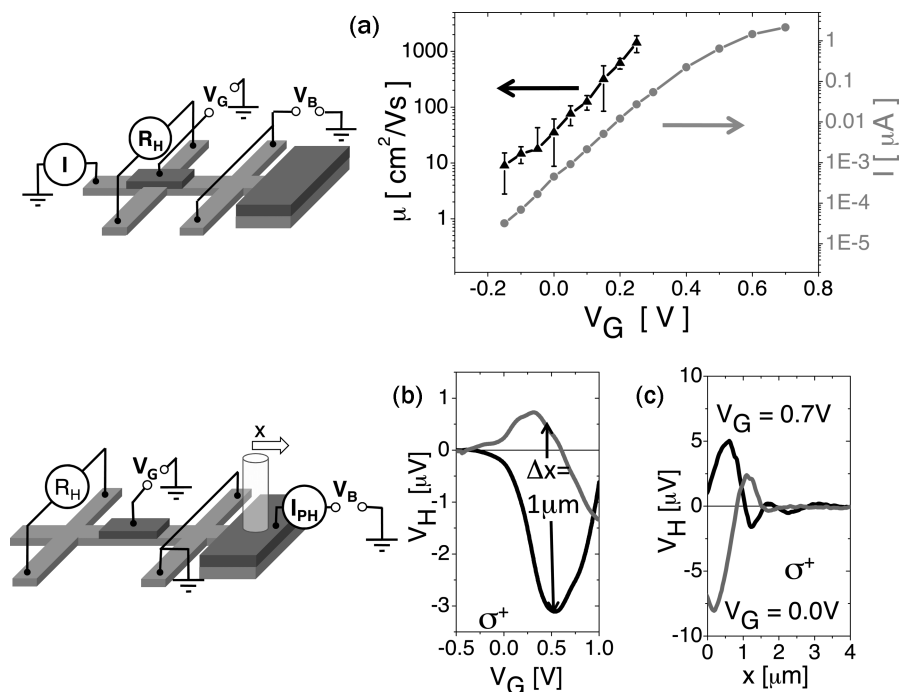 (a)
V_G
V_B
R_H
I
1000
100
10
1
μ [ cm²/Vs]
1
0.1
0.01
1E-3
1E-4
1E-5
I [ μA]
-0.2 0.0 0.2 0.4 0.6 0.8
V_G [ V ]
x
R_H
V_G
I_PH
V_B
(b)
1
0
-1
-2
-3
V_H, [μV]
Δx=
1μm
σ⁺
-0.5 0.0 0.5 1.0
V_G [V]
(c)
10
5
0
-5
-10
V_H [μV]
V_G = 0.7V
σ⁺
V_G = 0.0V
0 1 2 3 4
x [μm]